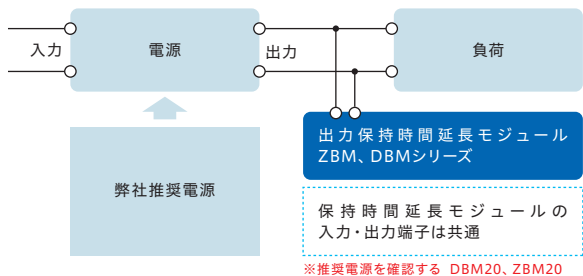 入力
電源
出力
負荷
出力保持時間延長モジュール
ZBM、DBMシリーズ
弊社推奨電源
保持時間延長モジュールの
入力・出力端子は共通
※推奨電源を確認する DBM20、ZBM20